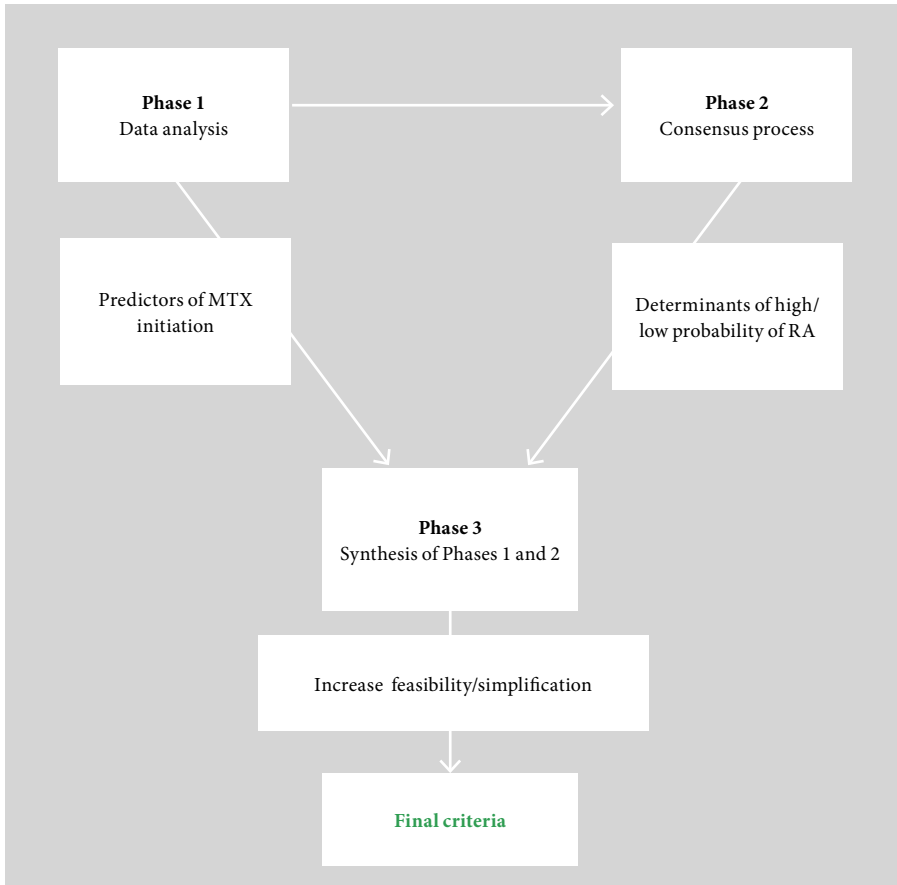 Phase 1
Data analysis
Phase 2
Consensus process
Predictors of MTX
initiation
Determinants of high/
low probability of RA
Phase 3
Synthesis of Phases 1 and 2
Increase feasibility/simplification
Final criteria